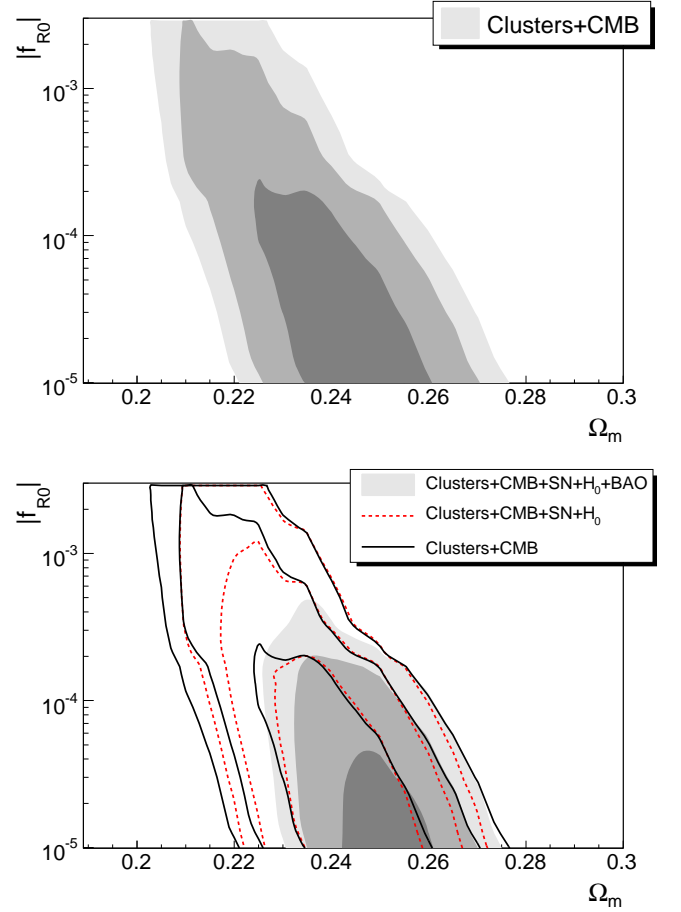 Clusters+CMB
|f_R0|
10^-3
10^-4
10^-5
0.2 0.22 0.24 0.26 0.28 0.3
Ω_m
Clusters+CMB+SN+H_0+BAO
Clusters+CMB+SN+H_0
Clusters+CMB
|f_R0|
10^-3
10^-4
10^-5
0.2 0.22 0.24 0.26 0.28 0.3
Ω_m